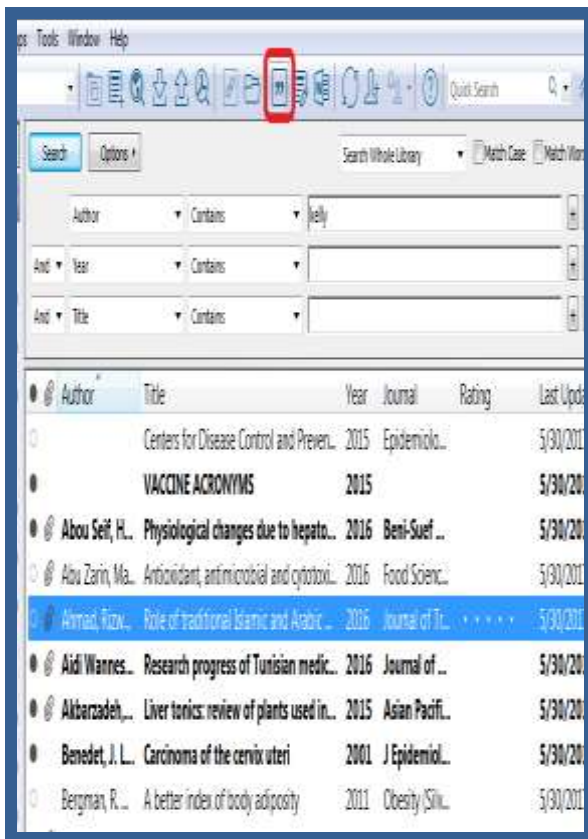 ps Tools Window Help
Quick Search
Search Options Search Whole Library Match Case Match Wor
Author Contains kelly
And Year Contains
And Title Contains
Author Title Year Journal Rating Last Upda
Centers for Disease Control and Preven... 2015 Epidemiolo... 5/30/201
VACCINE ACRONYMS 2015 5/30/201
Abou Seif, H... Physiological changes due to hepato... 2016 Beni-Suef ... 5/30/201
Abu Zarin, Ma... Antioxidant, antimicrobial and cytotoxi... 2016 Food Scienc... 5/30/201
Ahmad, Rizw... Role of traditional Islamic and Arabic ... 2016 Journal of Tr... 5/30/201
Aidi Wannes... Research progress of Tunisian medic... 2016 Journal of ... 5/30/201
Akbarzadeh,... Liver tonics: review of plants used in... 2015 Asian Pacifi... 5/30/201
Benedet, J. L... Carcinoma of the cervix uteri 2001 J Epidemiol... 5/30/201
Bergman, R. ... A better index of body adiposity 2011 Obesity (Silv... 5/30/201